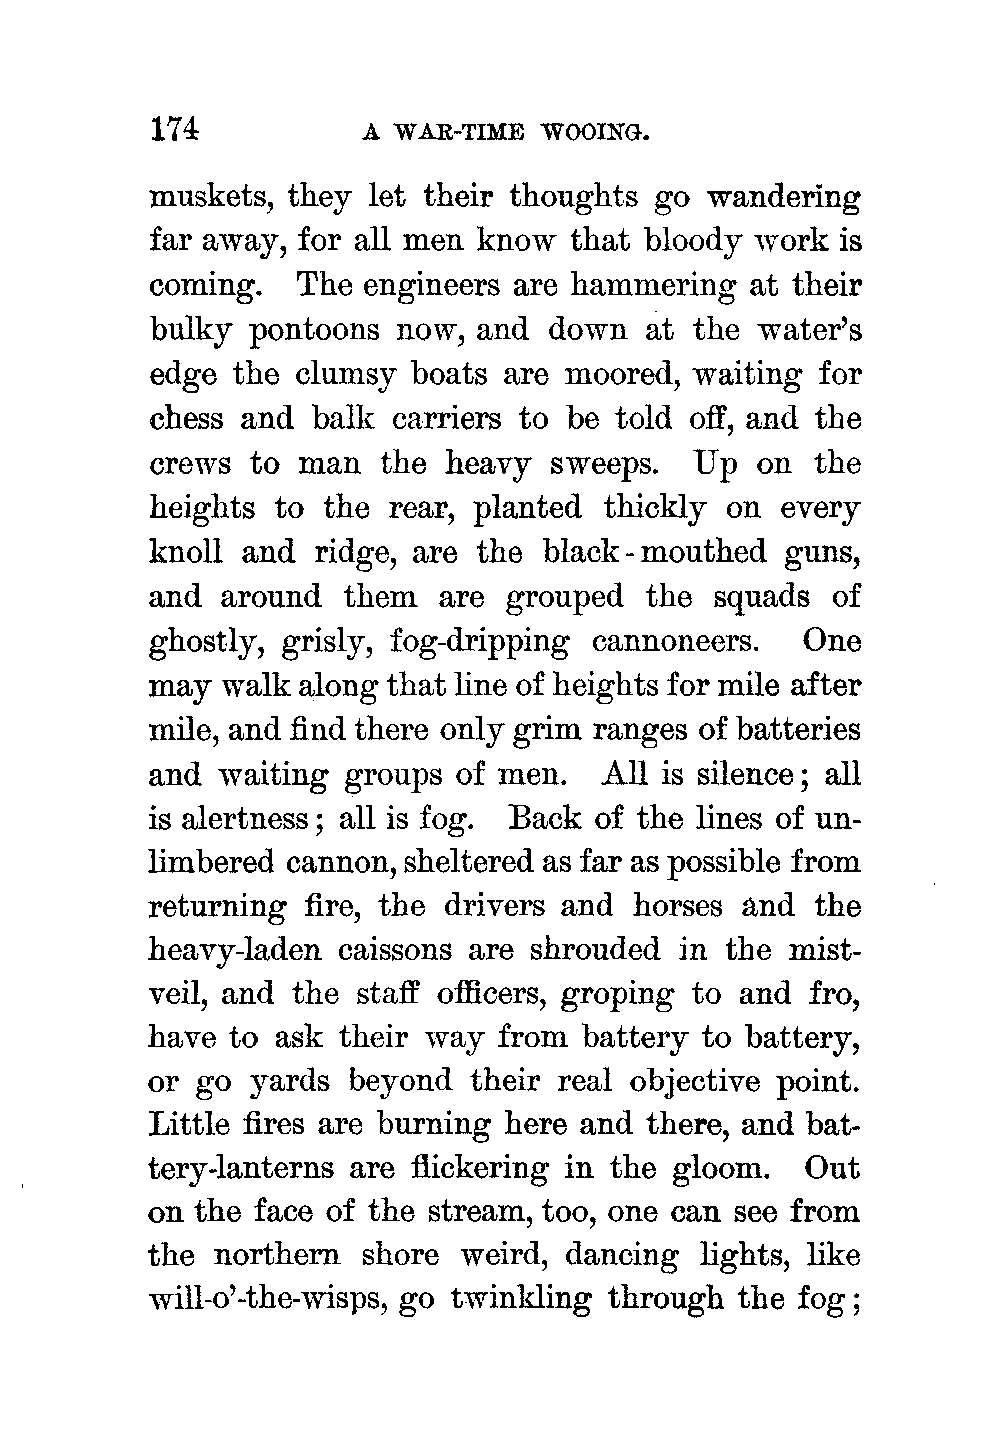 174 A WAR-TIME WOOING.
muskets, they let their thoughts go wandering
far away, for all men know that bloody work is
coming. The engineers are hammering at their
bulky pontoons now, and down at the water's
edge the clumsy boats are moored, waiting for
chess and balk carriers to be told off, and the
crews to man the heavy sweeps. Up on the
heights to the rear, planted thickly on every
knoll and ridge, are the black-mouthed guns,
and around them are grouped the squads of
ghostly, grisly, fog-dripping cannoneers. One
may walk along that line of heights for mile after
mile, and find there only grim ranges of batteries
and waiting groups of men. All is silence; all
is alertness; all is fog. Back of the lines of un-
limbered cannon, sheltered as far as possible from
returning fire, the drivers and horses and the
heavy-laden caissons are shrouded in the mist-
veil, and the staff officers, groping to and fro,
have to ask their way from battery to battery,
or go yards beyond their real objective point.
Little fires are burning here and there, and bat-
tery-lanterns are flickering in the gloom. Out
on the face of the stream, too, one can see from
the northern shore weird, dancing lights, like
will-o'-the-wisps, go twinkling through the fog;